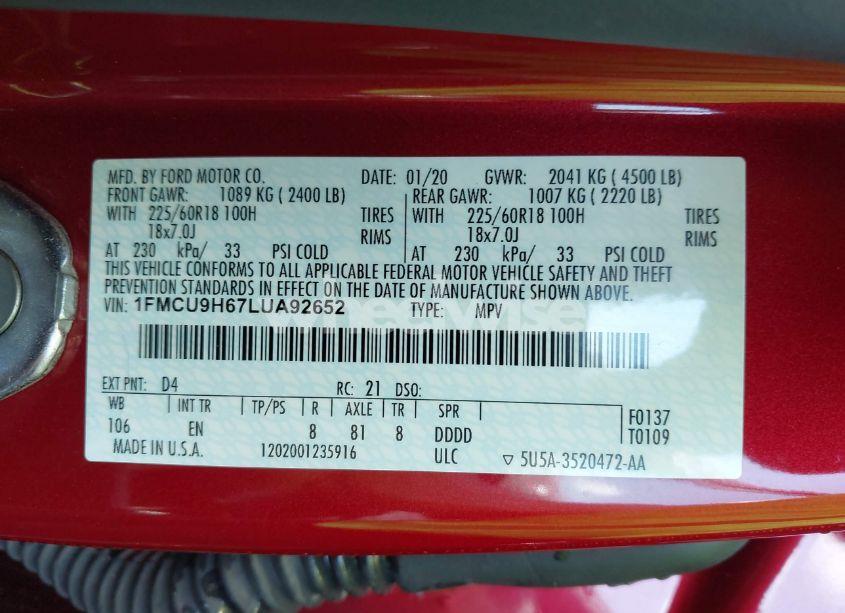 MFD. BY FORD MOTOR CO. DATE: 01/20 GVWR: 2041 KG ( 4500 LB)
FRONT GAWR: 1089 KG ( 2400 LB) REAR GAWR: 1007 KG ( 2220 LB)
WITH 225/60R18 100H TIRES WITH 225/60R18 100H TIRES
18x7.0J RIMS 18x7.0J RIMS
AT 230 kPa/ 33 PSI COLD AT 230 kPa/ 33 PSI COLD
THIS VEHICLE CONFORMS TO ALL APPLICABLE FEDERAL MOTOR VEHICLE SAFETY AND THEFT
PREVENTION STANDARDS IN EFFECT ON THE DATE OF MANUFACTURE SHOWN ABOVE.
VIN: 1FMCU9H67LUA92652 TYPE: MPV
EXT PNT: D4 RC: 21 DSO:
WB INT TR TP/PS R AXLE TR SPR F0137
106 EN 8 81 8 DDDD T0109
MADE IN U.S.A. 1202001235916 ULC ▽ 5U5A-3520472-AA